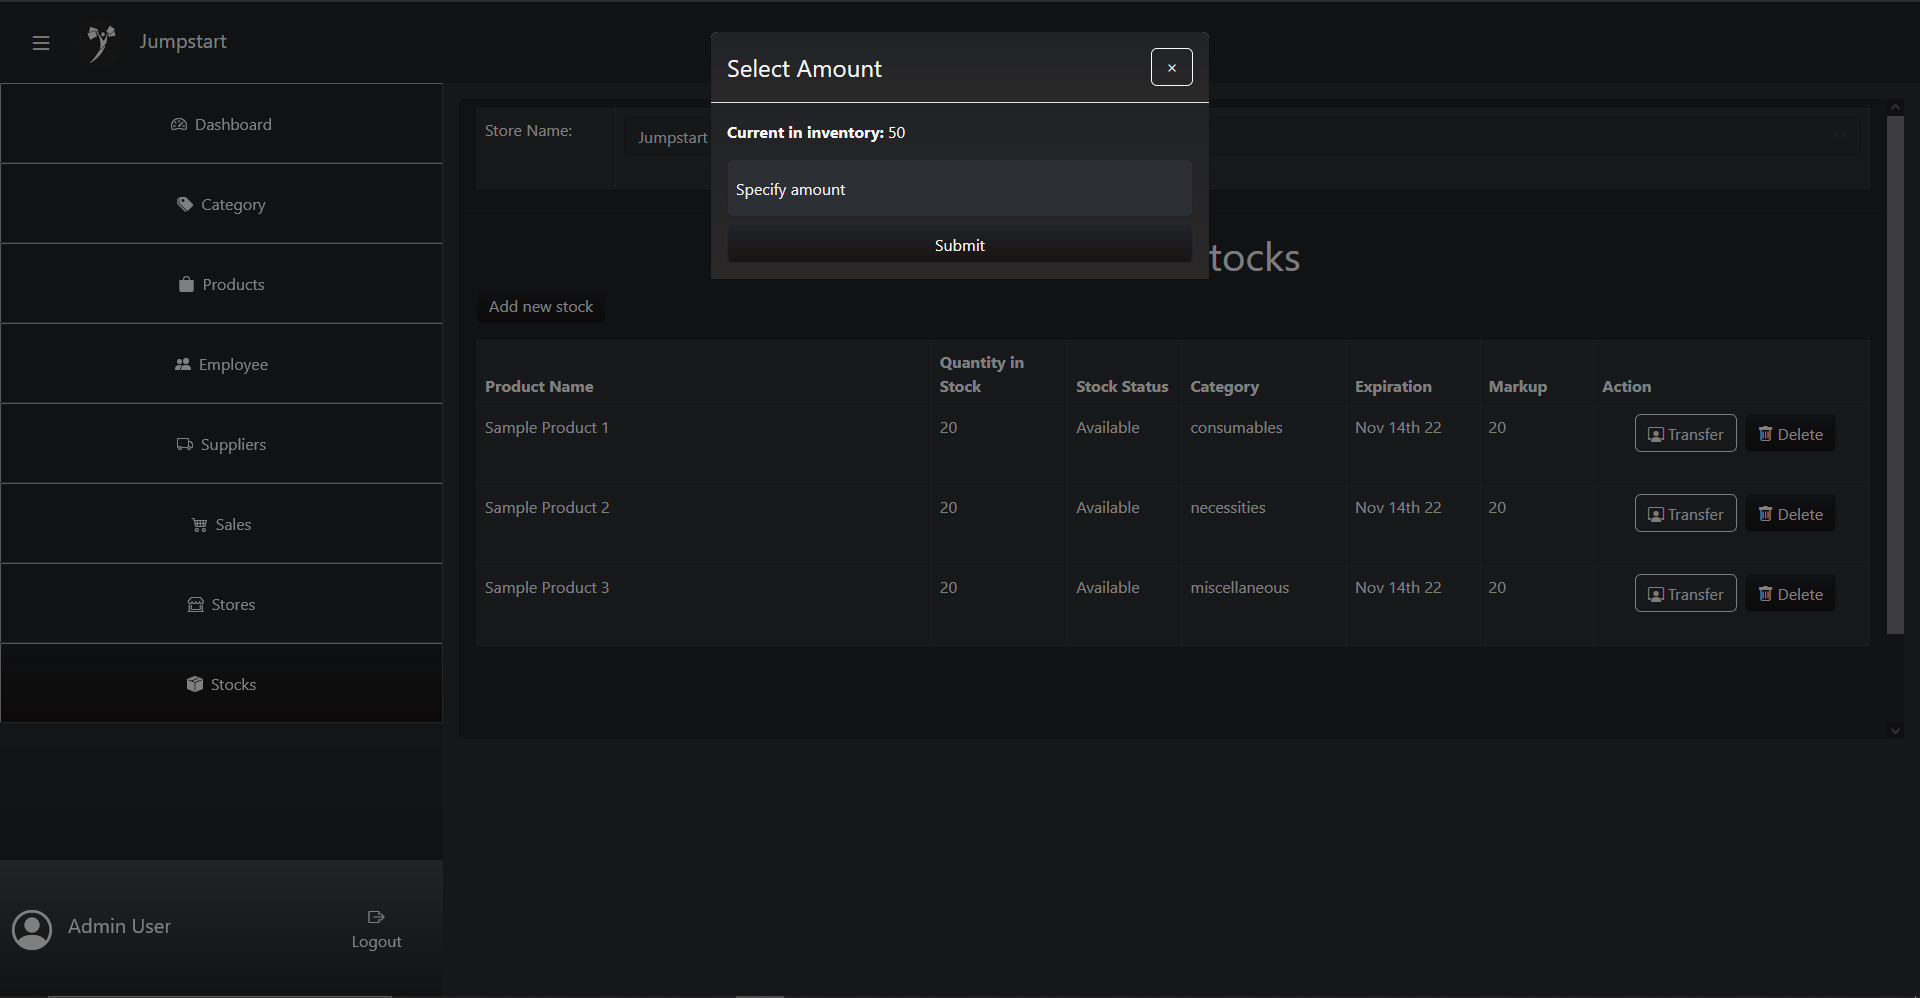 Jumpstart
Dashboard
Category
Products
Employee
Suppliers
Sales
Stores
Stocks
Admin User
Logout
Select Amount
×
Current in inventory: 50
Specify amount
Submit
Store Name:
Jumpstart
tocks
Add new stock
Product Name Quantity in Stock Stock Status Category Expiration Markup Action
Sample Product 1 20 Available consumables Nov 14th 22 20 Transfer Delete
Sample Product 2 20 Available necessities Nov 14th 22 20 Transfer Delete
Sample Product 3 20 Available miscellaneous Nov 14th 22 20 Transfer Delete